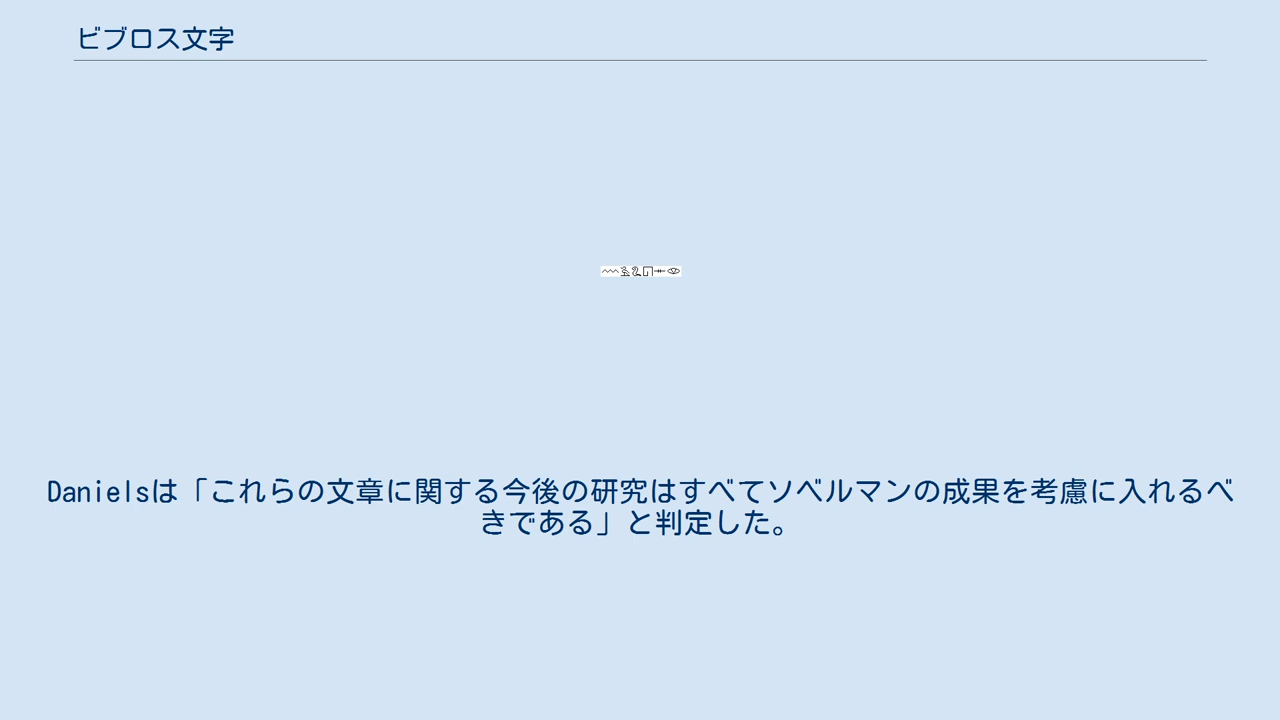 ビブロス文字
Danielsは「これらの文章に関する今後の研究はすべてソベルマンの成果を考慮に入れるべ
きである」と判定した。